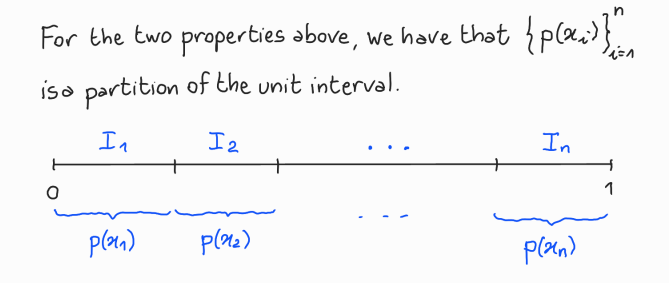 For the two properties above, we have that {p(x_i)}_{i=1}^n
is a partition of the unit interval.
I_1 I_2 ... I_n
0 1
p(x_1) p(x_2) --- p(x_n)